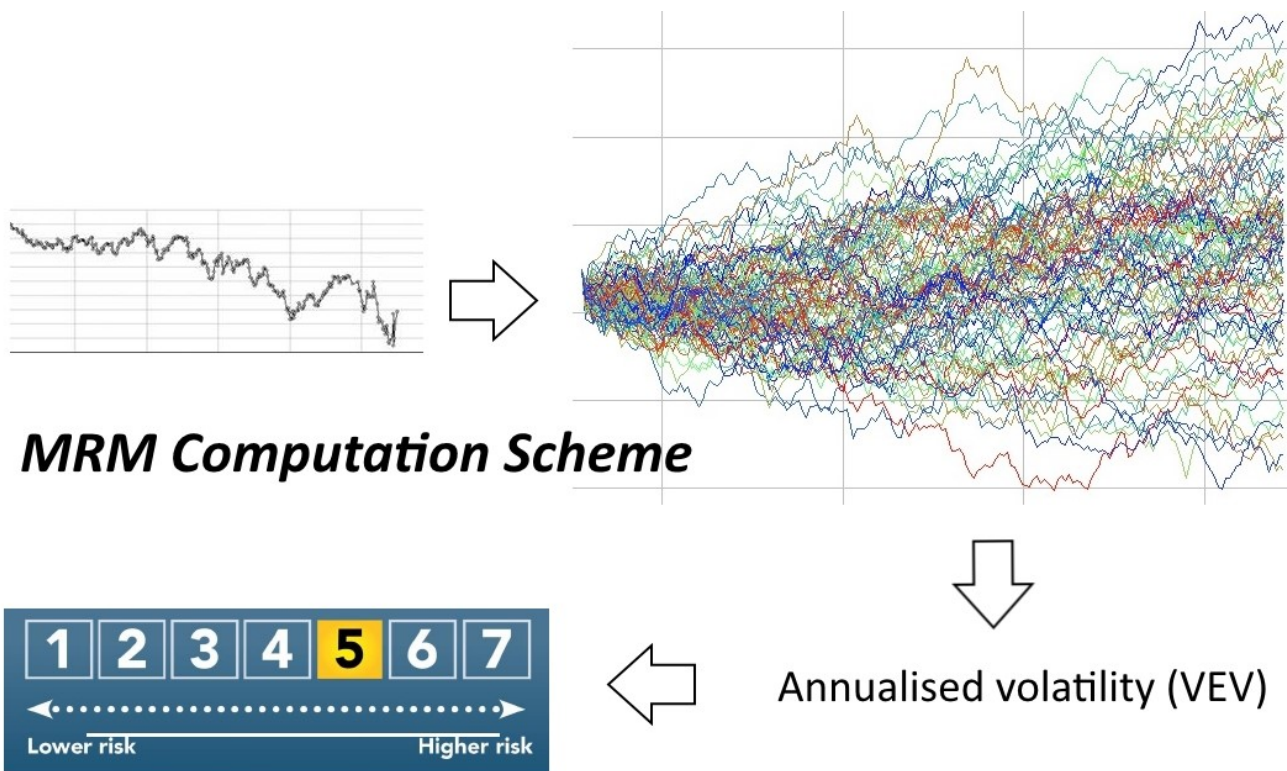 MRM Computation Scheme
Annualised volatility (VEV)
1 2 3 4 5 6 7
Lower risk Higher risk